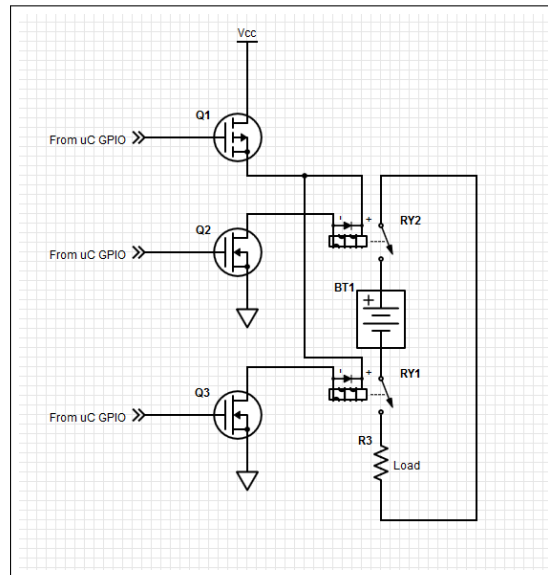 Vcc
Q1
From uC GPIO
+
RY2
Q2
From uC GPIO
BT1
+
+
RY1
Q3
From uC GPIO
R3
Load